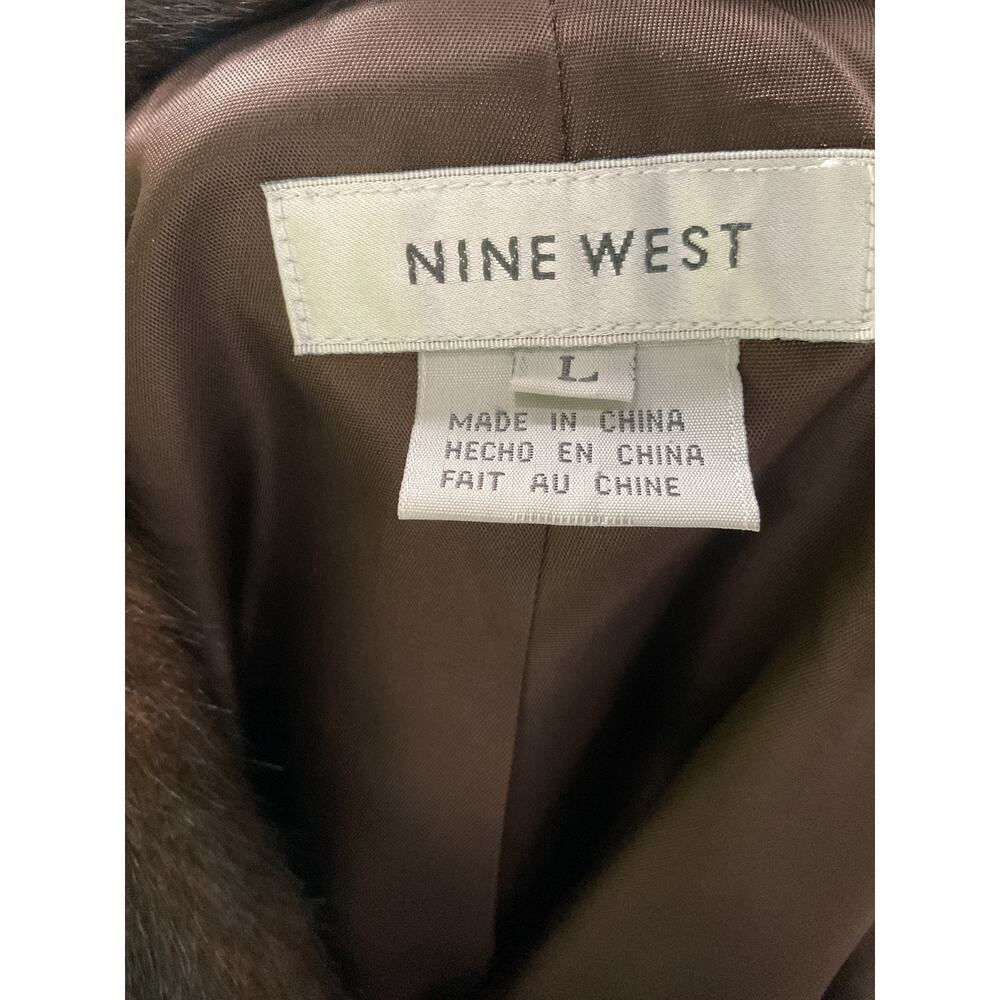 NINE WEST
L
MADE IN CHINA
HECHO EN CHINA
FAIT AU CHINE